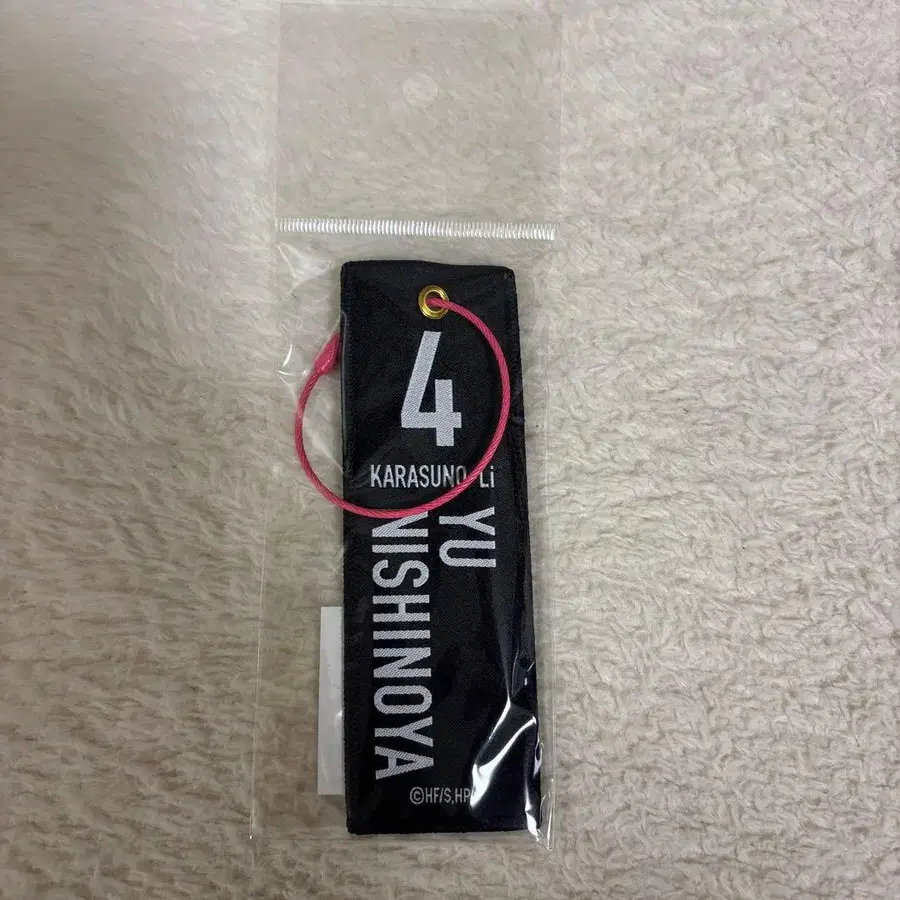 4
KARASUNO Li
YU
NISHINOYA
©HF/S,HP